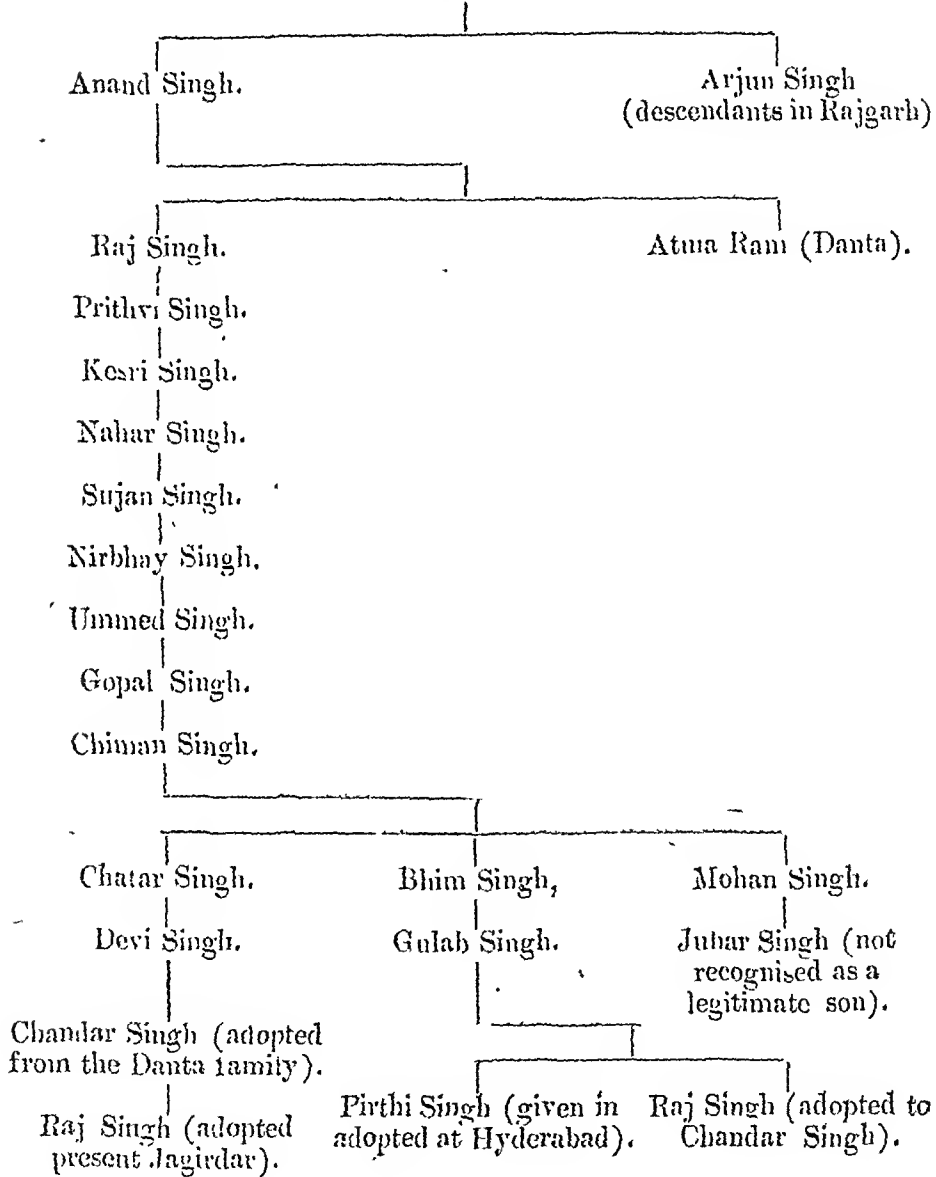 Anand Singh.
Arjun Singh
(descendants in Rajgarh)
Raj Singh.
Atma Ram (Danta).
Prithvi Singh.
Kesri Singh.
Nahar Singh.
Sujan Singh.
Nirbhay Singh.
Ummed Singh.
Gopal Singh.
Chiman Singh.
Chatar Singh.
Bhim Singh,
Mohan Singh.
Devi Singh.
Gulab Singh.
Juhar Singh (not
recognised as a
legitimate son).
Chandar Singh (adopted
from the Danta family).
Raj Singh (adopted
present Jagirdar).
Pirthi Singh (given in
adopted at Hyderabad).
Raj Singh (adopted to
Chandar Singh).